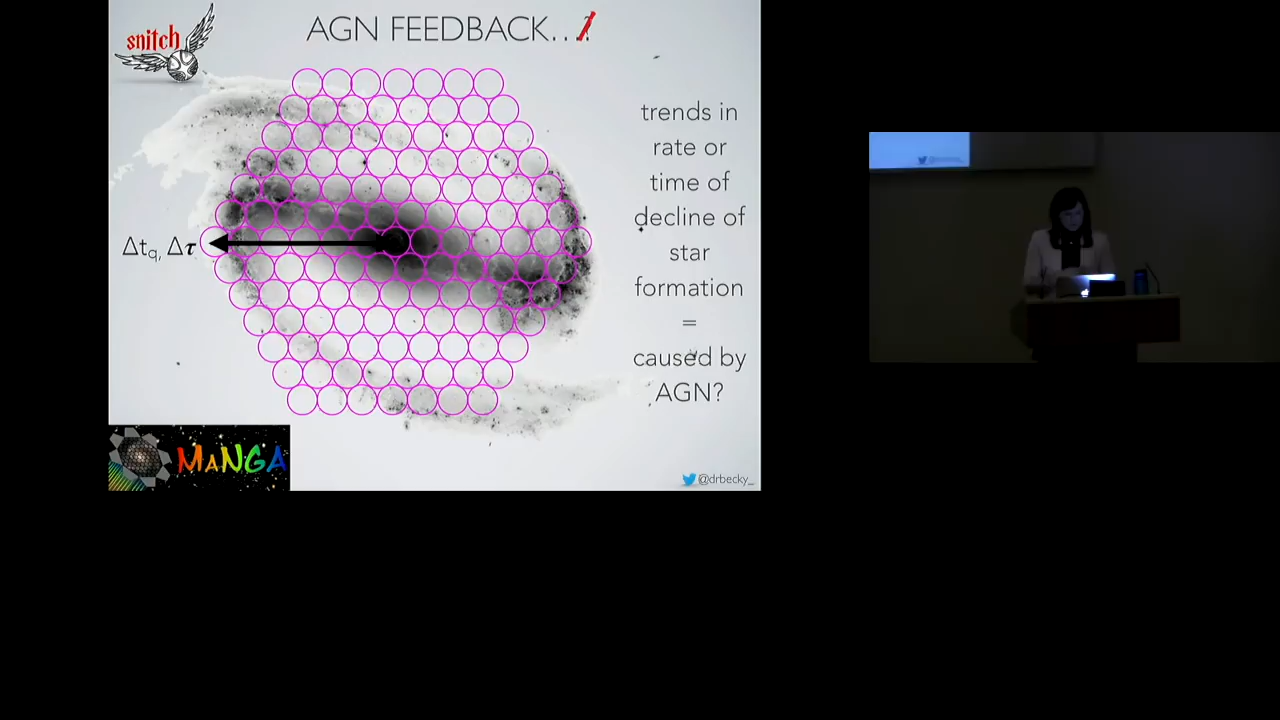 snitch
AGN FEEDBACK...
trends in
rate or
time of
decline of
star
formation
=
caused by
AGN?
Δt_q, Δτ
MaNGA
@drbecky_